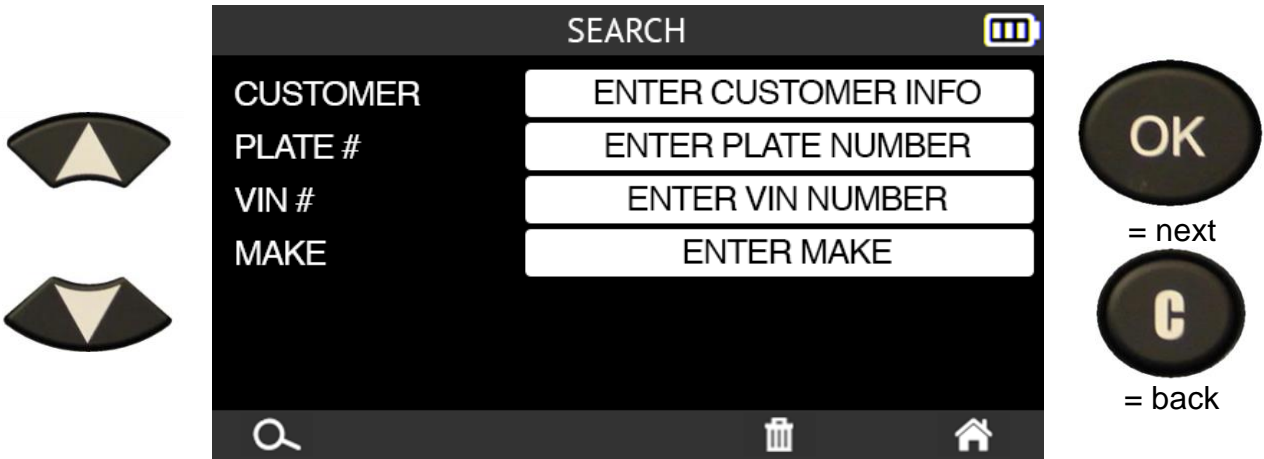 SEARCH
CUSTOMER ENTER CUSTOMER INFO
PLATE # ENTER PLATE NUMBER
VIN # ENTER VIN NUMBER
MAKE ENTER MAKE
OK
= next
C
= back